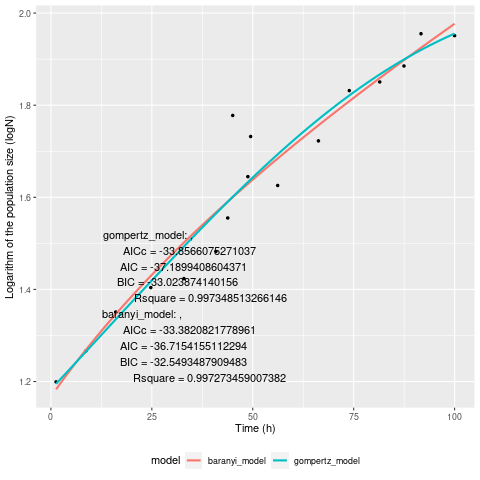 2.0
1.8
1.6
1.4
1.2
Logarithm of the population size (logN)
gompertz_model: ,
AICc = -33.8566075271037
AIC = -37.1899408604371
BIC = -33.023874140156
Rsquare = 0.997348513266146
baranyi_model: ,
AICc = -33.3820821778961
AIC = -36.7154155112294
BIC = -32.5493487909483
Rsquare = 0.997273459007382
0 25 50 75 100
Time (h)
model baranyi_model gompertz_model